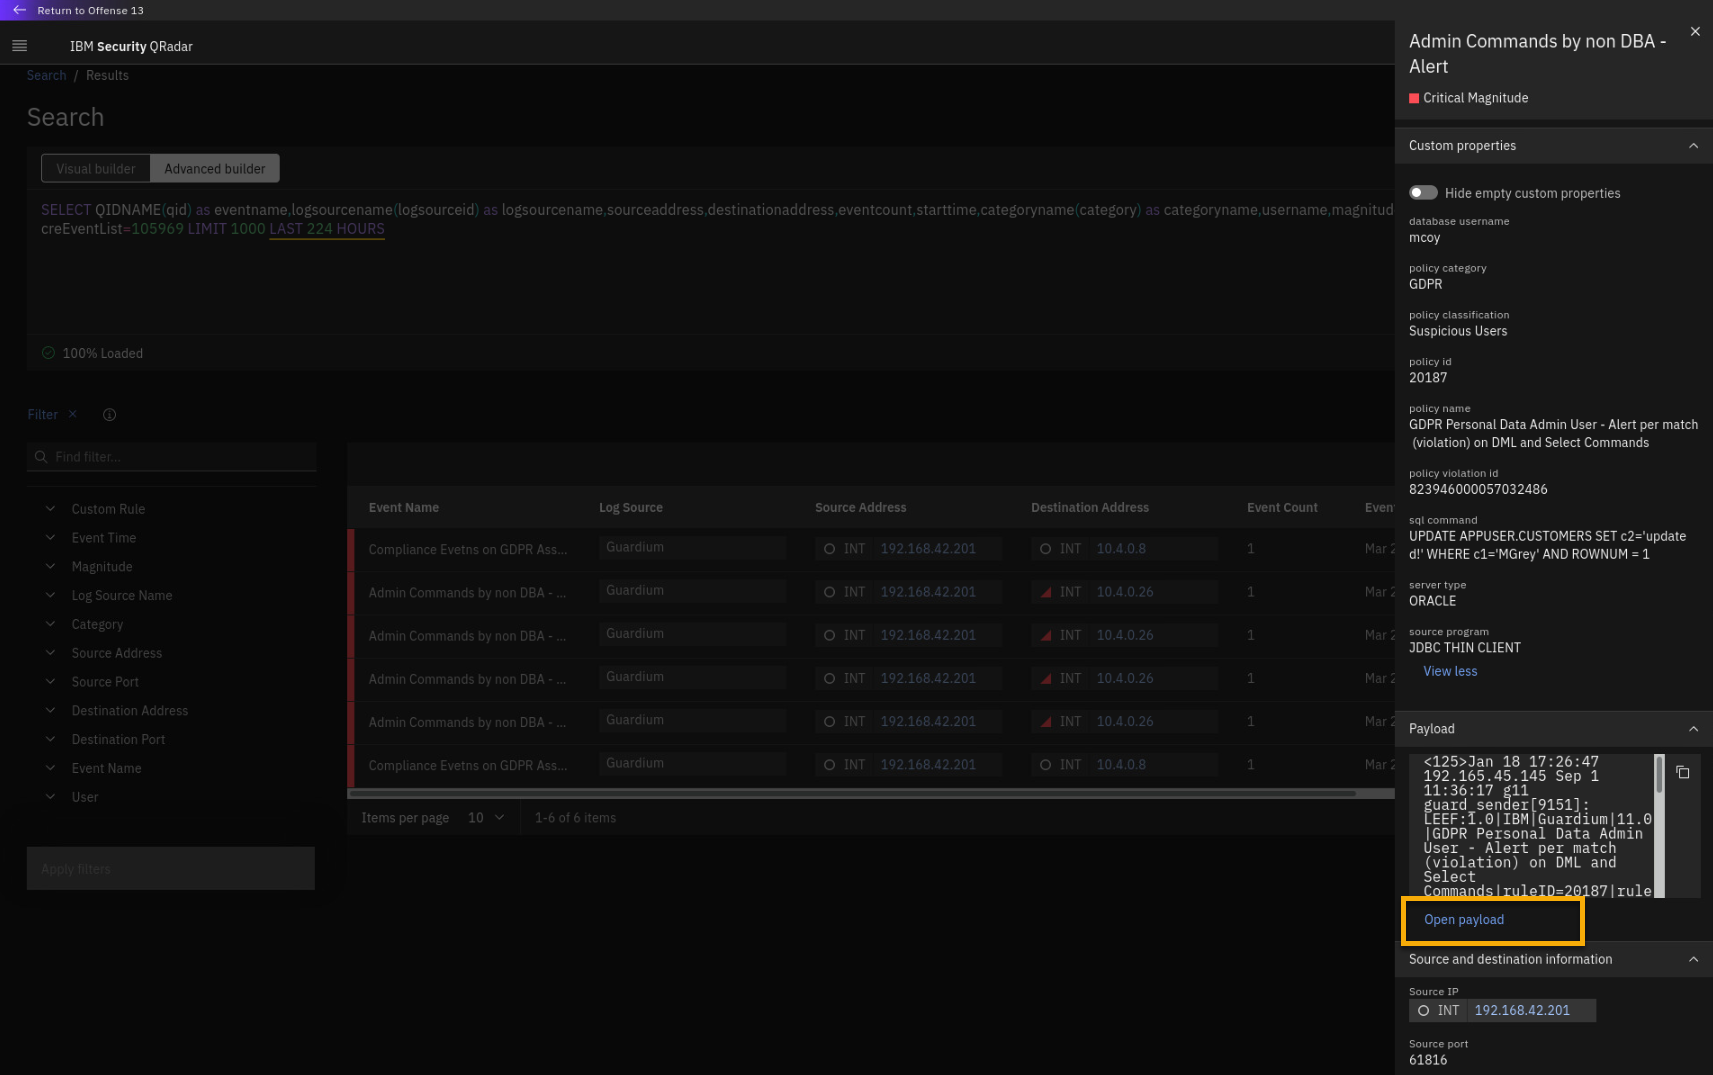 Return to Offense 13
IBM Security QRadar
Search / Results
Search
Visual builder
Advanced builder
SELECT QIDNAME(qid) as eventname,logsourcename(logsourceid) as logsourcename,sourceaddress,destinationaddress,eventcount,starttime,categoryname(category) as categoryname,username,magnitud
creEventList=105969 LIMIT 1000 LAST 224 HOURS
100% Loaded
Filter
Find filter...
Custom Rule
Event Time
Magnitude
Log Source Name
Category
Source Address
Source Port
Destination Address
Destination Port
Event Name
User
Apply filters
Event Name Log Source Source Address Destination Address Event Count Even
Compliance Evetns on GDPR Ass... Guardium INT 192.168.42.201 INT 10.4.0.8 1 Mar 2
Admin Commands by non DBA - ... Guardium INT 192.168.42.201 INT 10.4.0.26 1 Mar 2
Admin Commands by non DBA - ... Guardium INT 192.168.42.201 INT 10.4.0.26 1 Mar 2
Admin Commands by non DBA - ... Guardium INT 192.168.42.201 INT 10.4.0.26 1 Mar 2
Admin Commands by non DBA - ... Guardium INT 192.168.42.201 INT 10.4.0.26 1 Mar 2
Compliance Evetns on GDPR Ass... Guardium INT 192.168.42.201 INT 10.4.0.8 1 Mar 2
Items per page 10 1-6 of 6 items
Admin Commands by non DBA -
Alert
Critical Magnitude
Custom properties
Hide empty custom properties
database username
mcoy
policy category
GDPR
policy classification
Suspicious Users
policy id
20187
policy name
GDPR Personal Data Admin User - Alert per match
(violation) on DML and Select Commands
policy violation id
823946000057032486
sql command
UPDATE APPUSER.CUSTOMERS SET c2='update
d!' WHERE c1='MGrey' AND ROWNUM = 1
server type
ORACLE
source program
JDBC THIN CLIENT
View less
Payload
<125>Jan 18 17:26:47
192.165.45.145 Sep 1
11:36:17 g11
guard_sender[9151]:
LEEF:1.0|IBM|Guardium|11.0
|GDPR Personal Data Admin
User - Alert per match
(violation) on DML and
Select
Commands|ruleID=20187|rule
Open payload
Source and destination information
Source IP
INT 192.168.42.201
Source port
61816